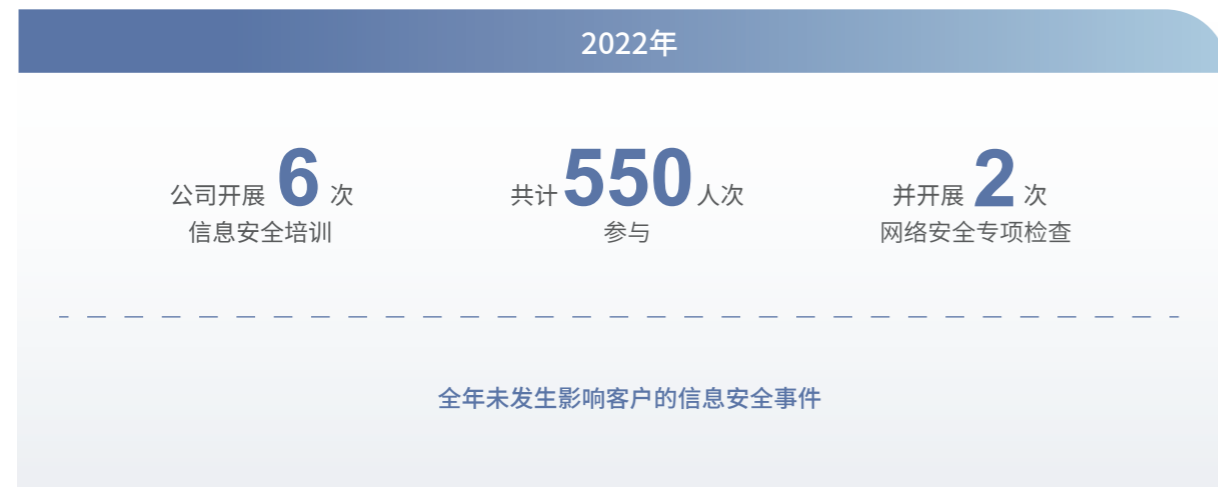 2022年
公司开展 6 次
信息安全培训
共计 550 人次
参与
并开展 2 次
网络安全专项检查
全年未发生影响客户的信息安全事件